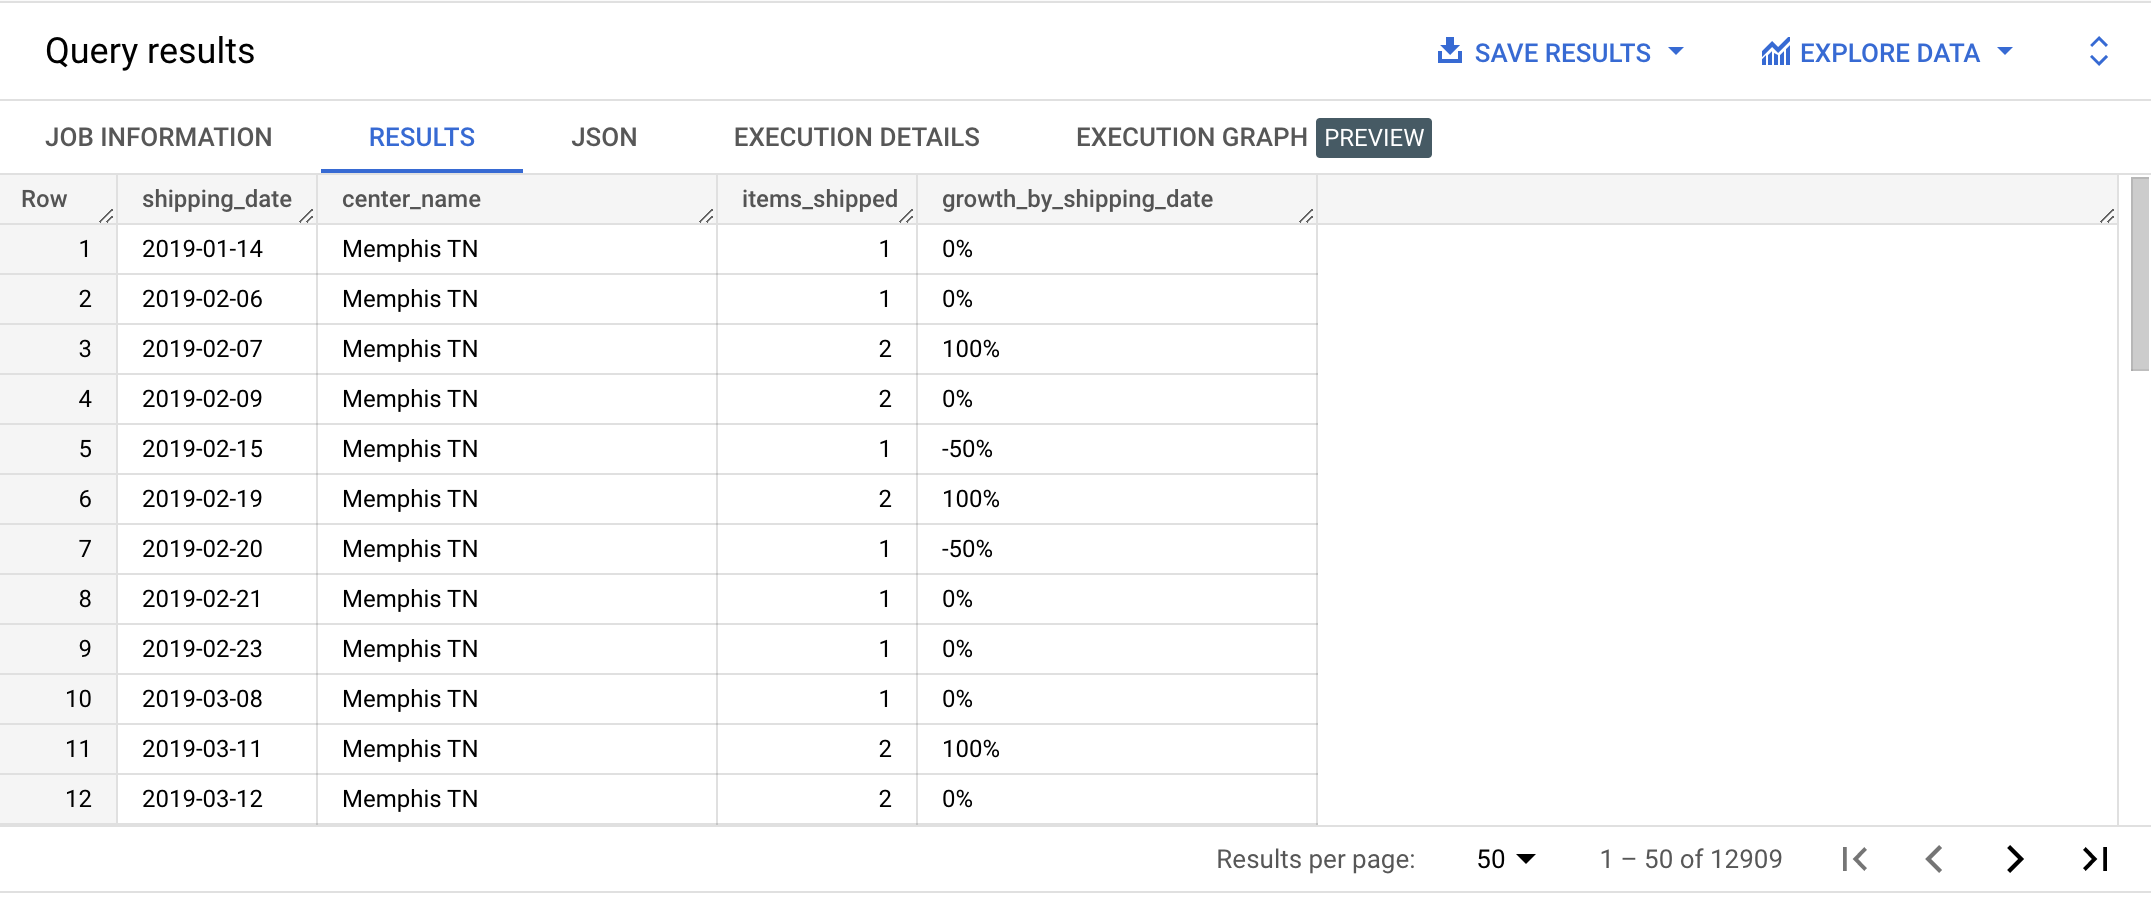 Query results SAVE RESULTS EXPLORE DATA
JOB INFORMATION RESULTS JSON EXECUTION DETAILS EXECUTION GRAPH PREVIEW
Row shipping_date center_name items_shipped growth_by_shipping_date
1 2019-01-14 Memphis TN 1 0%
2 2019-02-06 Memphis TN 1 0%
3 2019-02-07 Memphis TN 2 100%
4 2019-02-09 Memphis TN 2 0%
5 2019-02-15 Memphis TN 1 -50%
6 2019-02-19 Memphis TN 2 100%
7 2019-02-20 Memphis TN 1 -50%
8 2019-02-21 Memphis TN 1 0%
9 2019-02-23 Memphis TN 1 0%
10 2019-03-08 Memphis TN 1 0%
11 2019-03-11 Memphis TN 2 100%
12 2019-03-12 Memphis TN 2 0%
Results per page: 50 1 – 50 of 12909